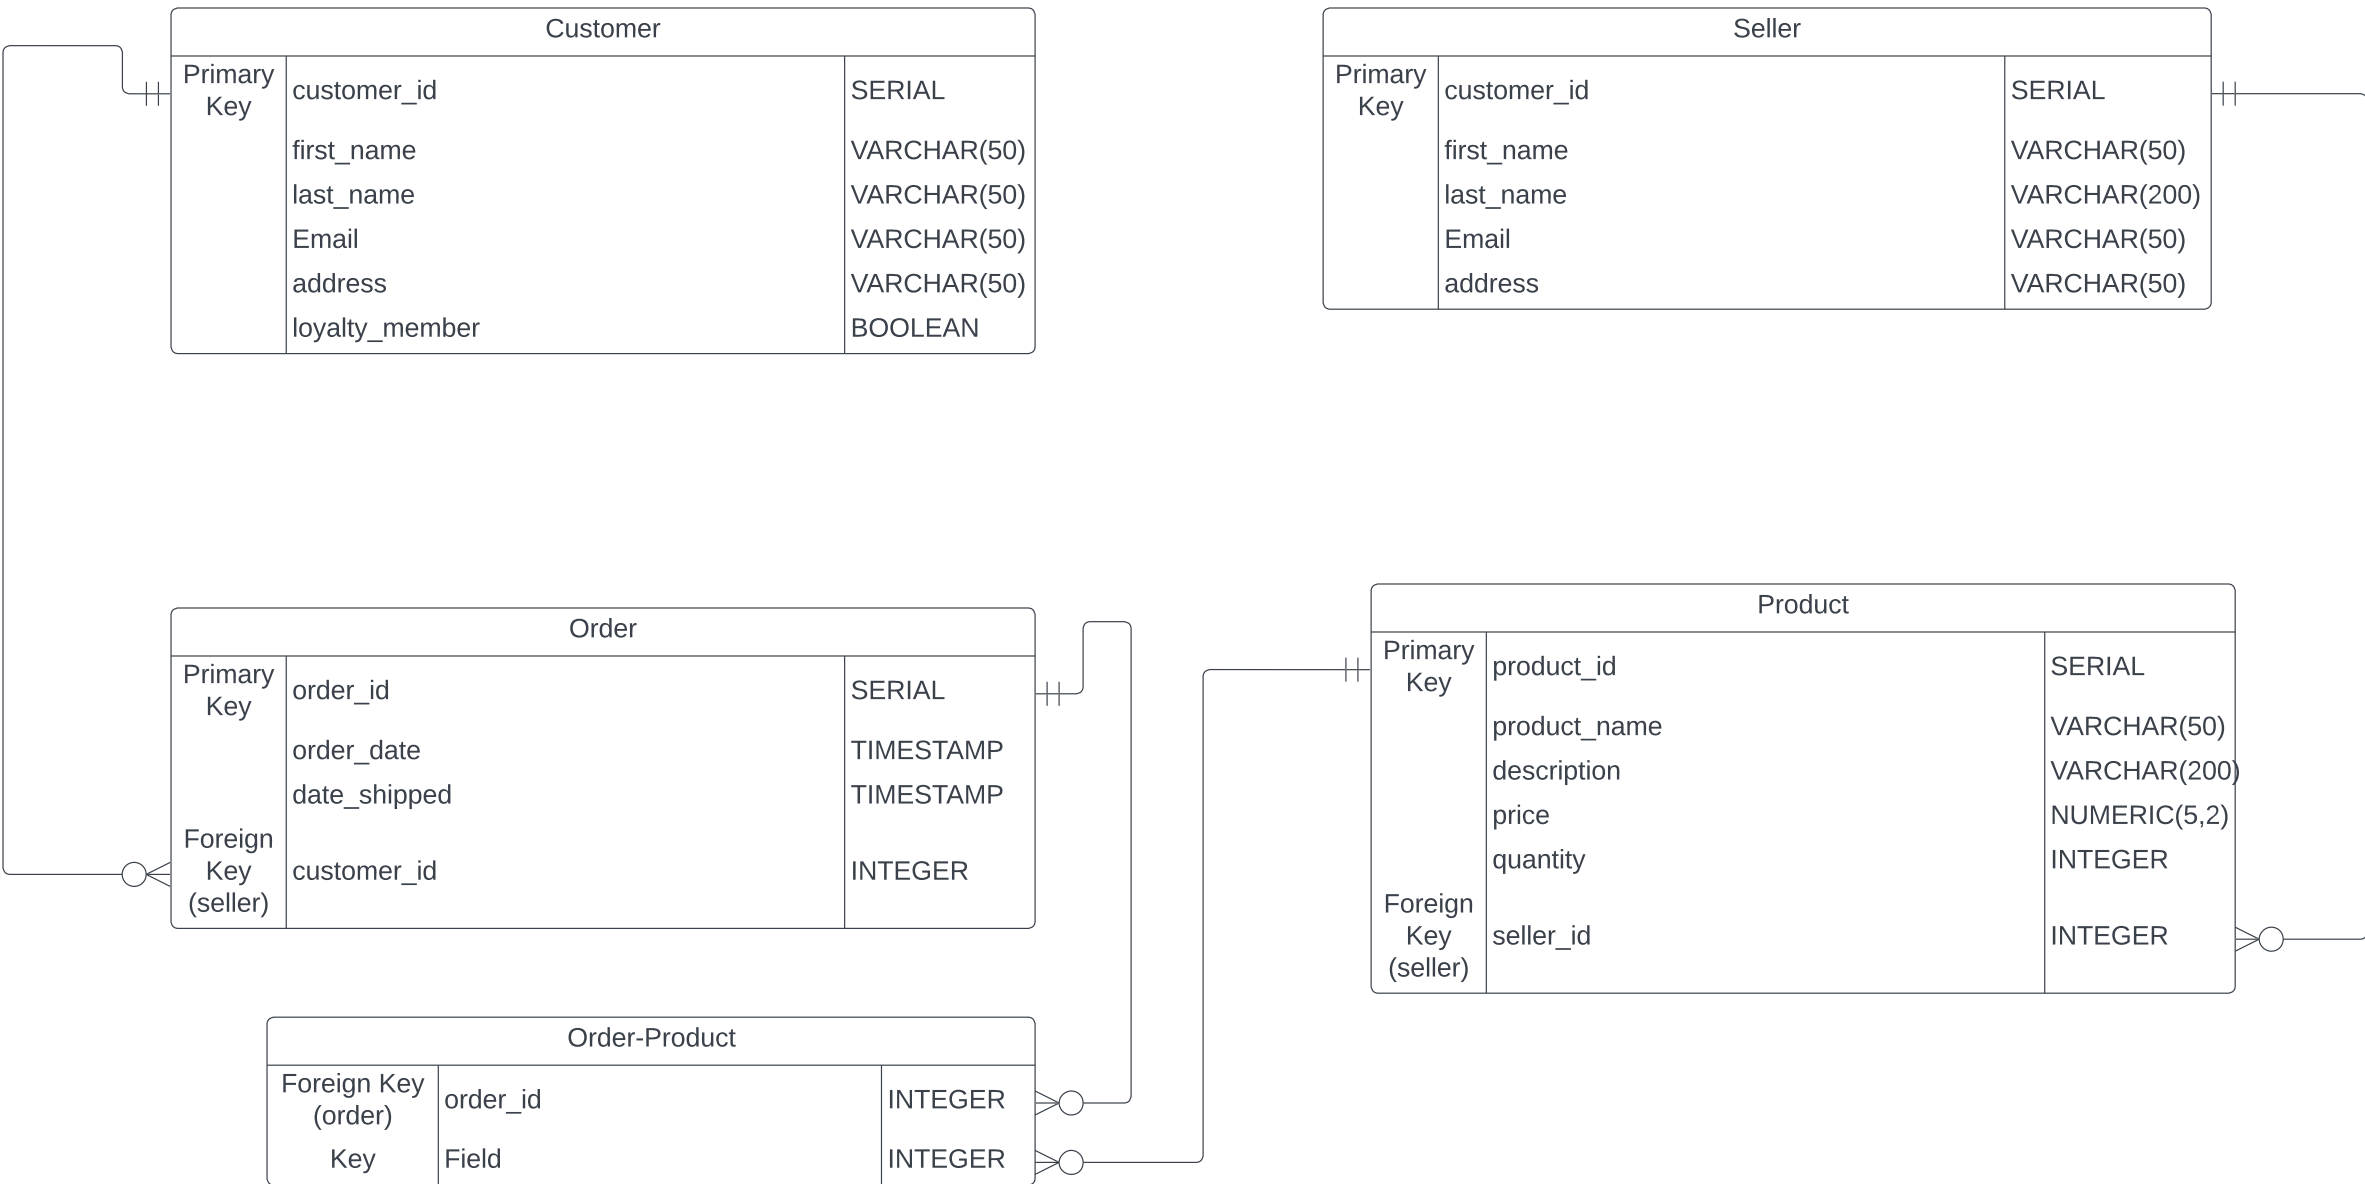 Customer
Primary
Key
customer_id
SERIAL
first_name
VARCHAR(50)
last_name
VARCHAR(50)
Email
VARCHAR(50)
address
VARCHAR(50)
loyalty_member
BOOLEAN
Seller
Primary
Key
customer_id
SERIAL
first_name
VARCHAR(50)
last_name
VARCHAR(200)
Email
VARCHAR(50)
address
VARCHAR(50)
Order
Primary
Key
order_id
SERIAL
order_date
TIMESTAMP
date_shipped
TIMESTAMP
Foreign
Key
(seller)
customer_id
INTEGER
Product
Primary
Key
product_id
SERIAL
product_name
VARCHAR(50)
description
VARCHAR(200)
price
NUMERIC(5,2)
quantity
INTEGER
Foreign
Key
(seller)
seller_id
INTEGER
Order-Product
Foreign Key
(order)
order_id
INTEGER
Key
Field
INTEGER